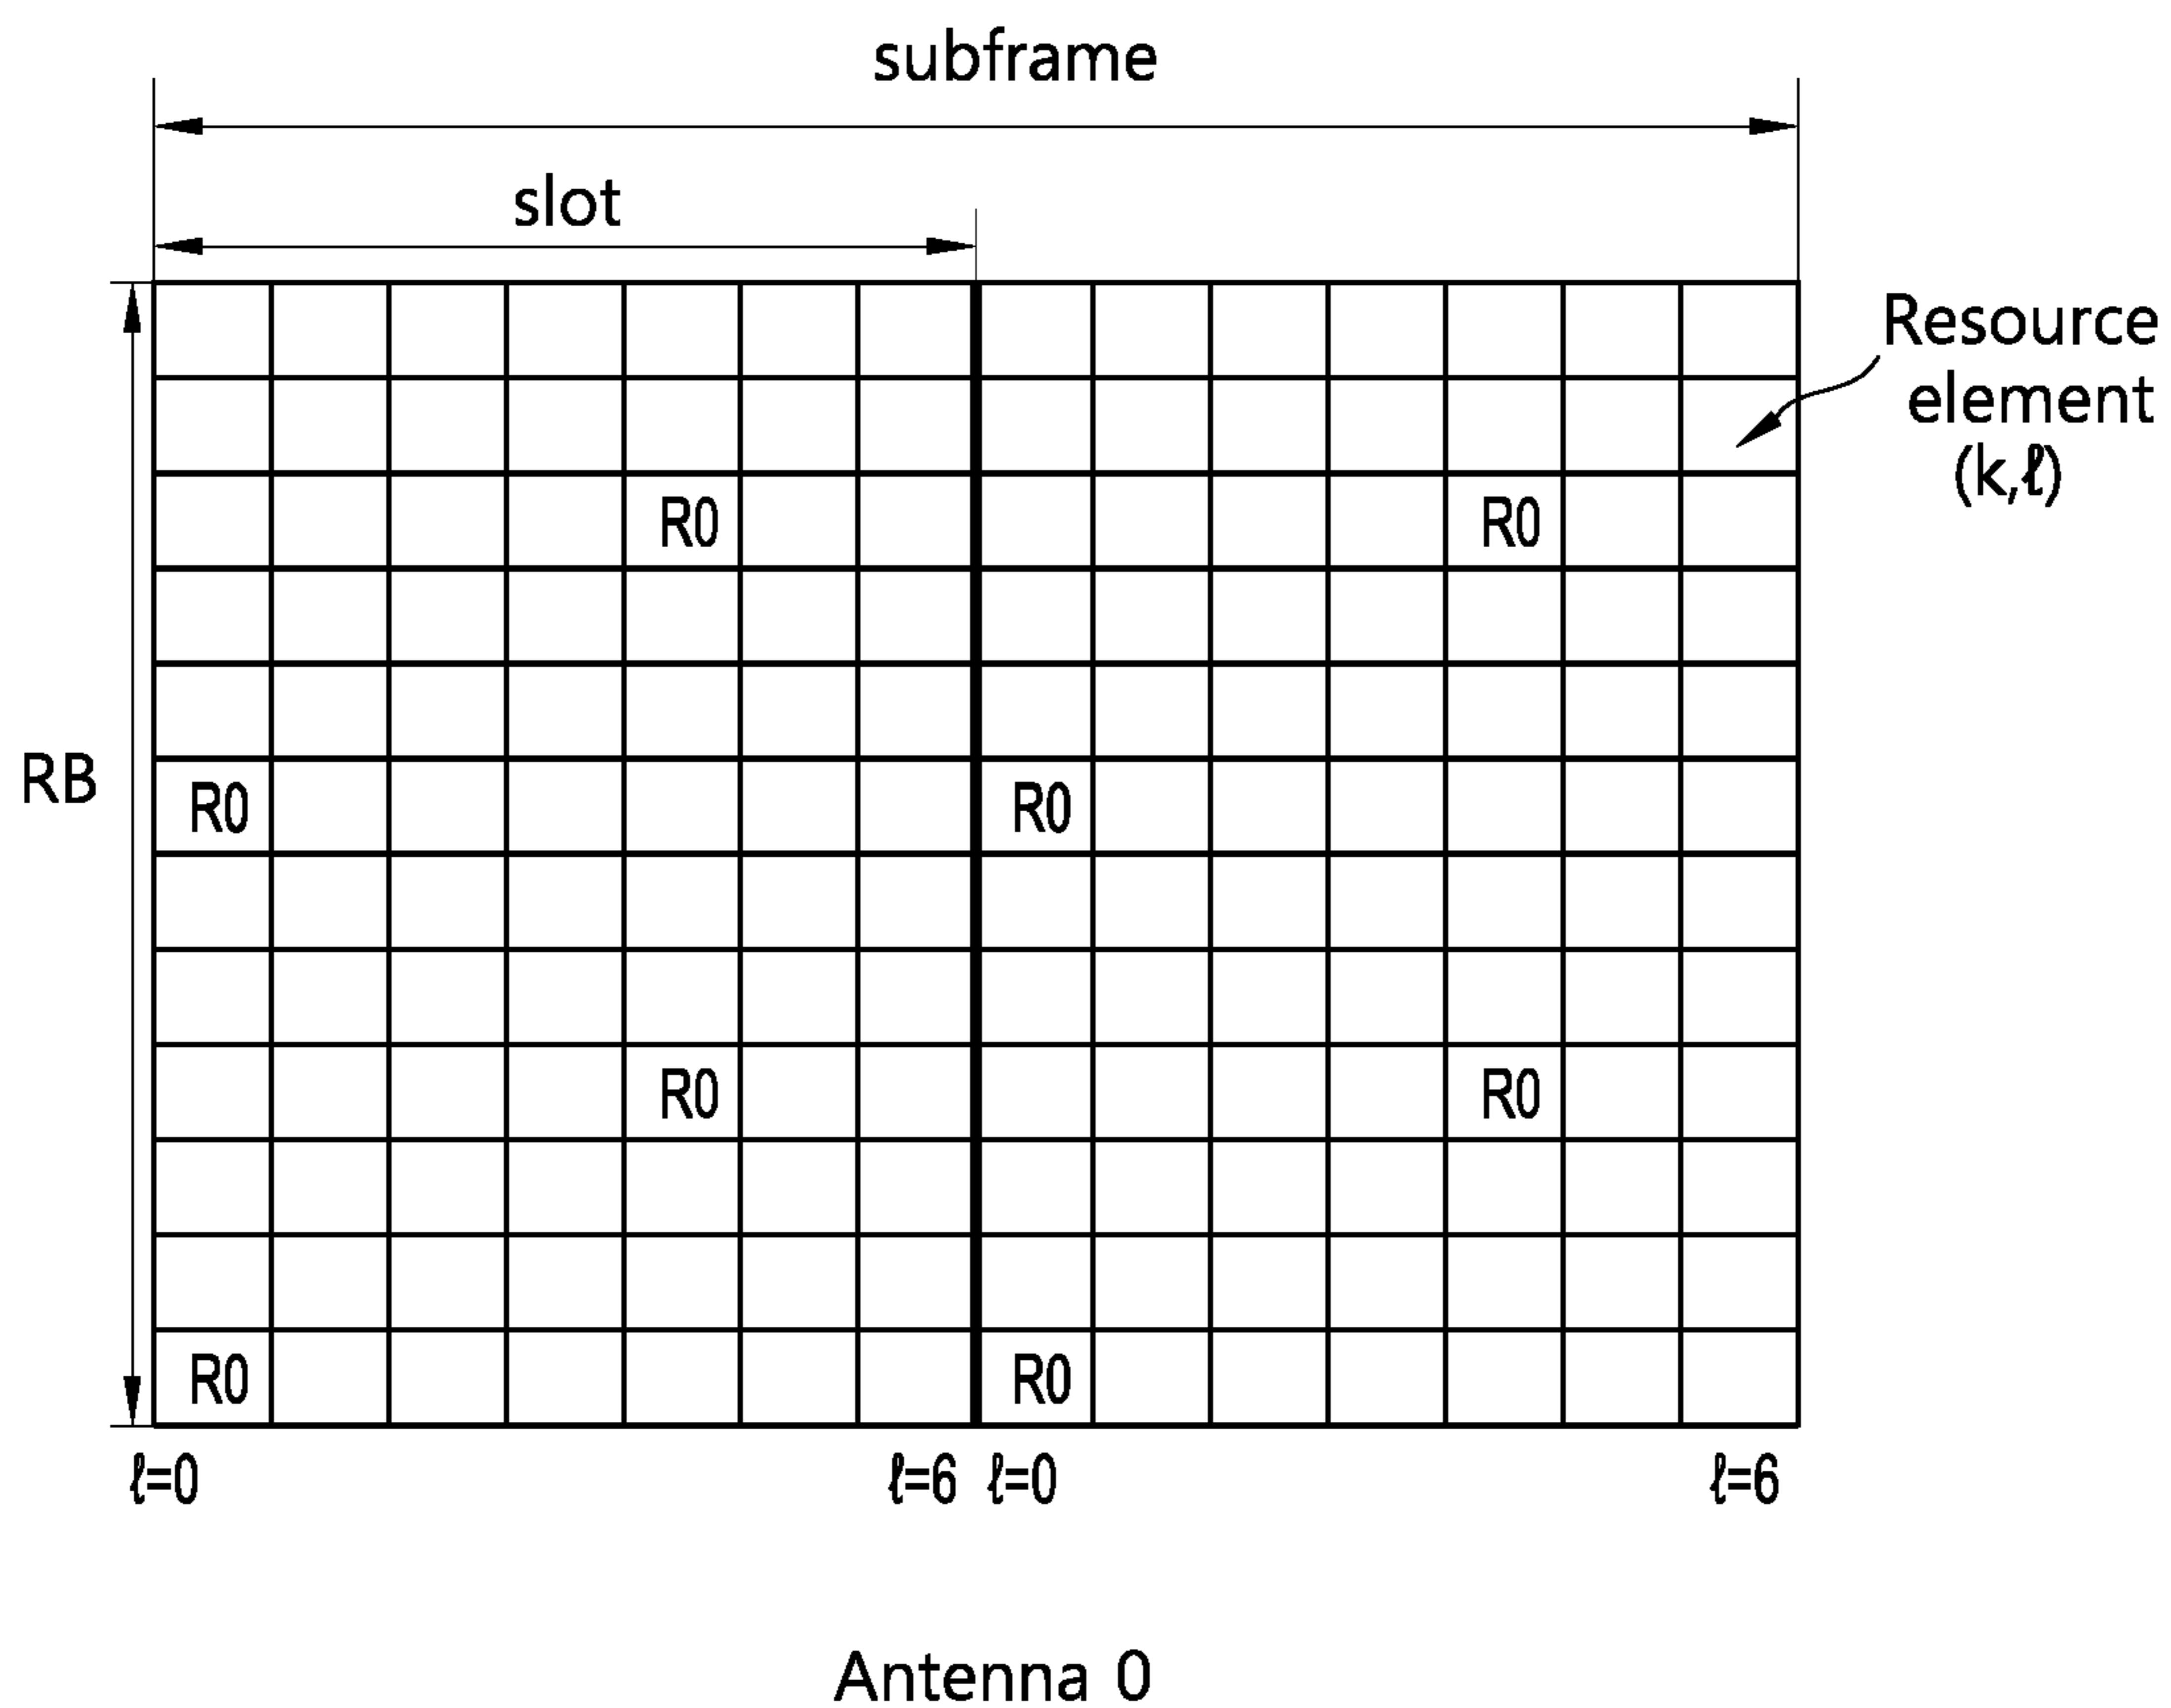 subframe
slot
Resource
element
(k,ℓ)
R0 R0
RB
R0 R0
R0 R0
R0 R0
ℓ=0 ℓ=6 ℓ=0 ℓ=6
Antenna 0